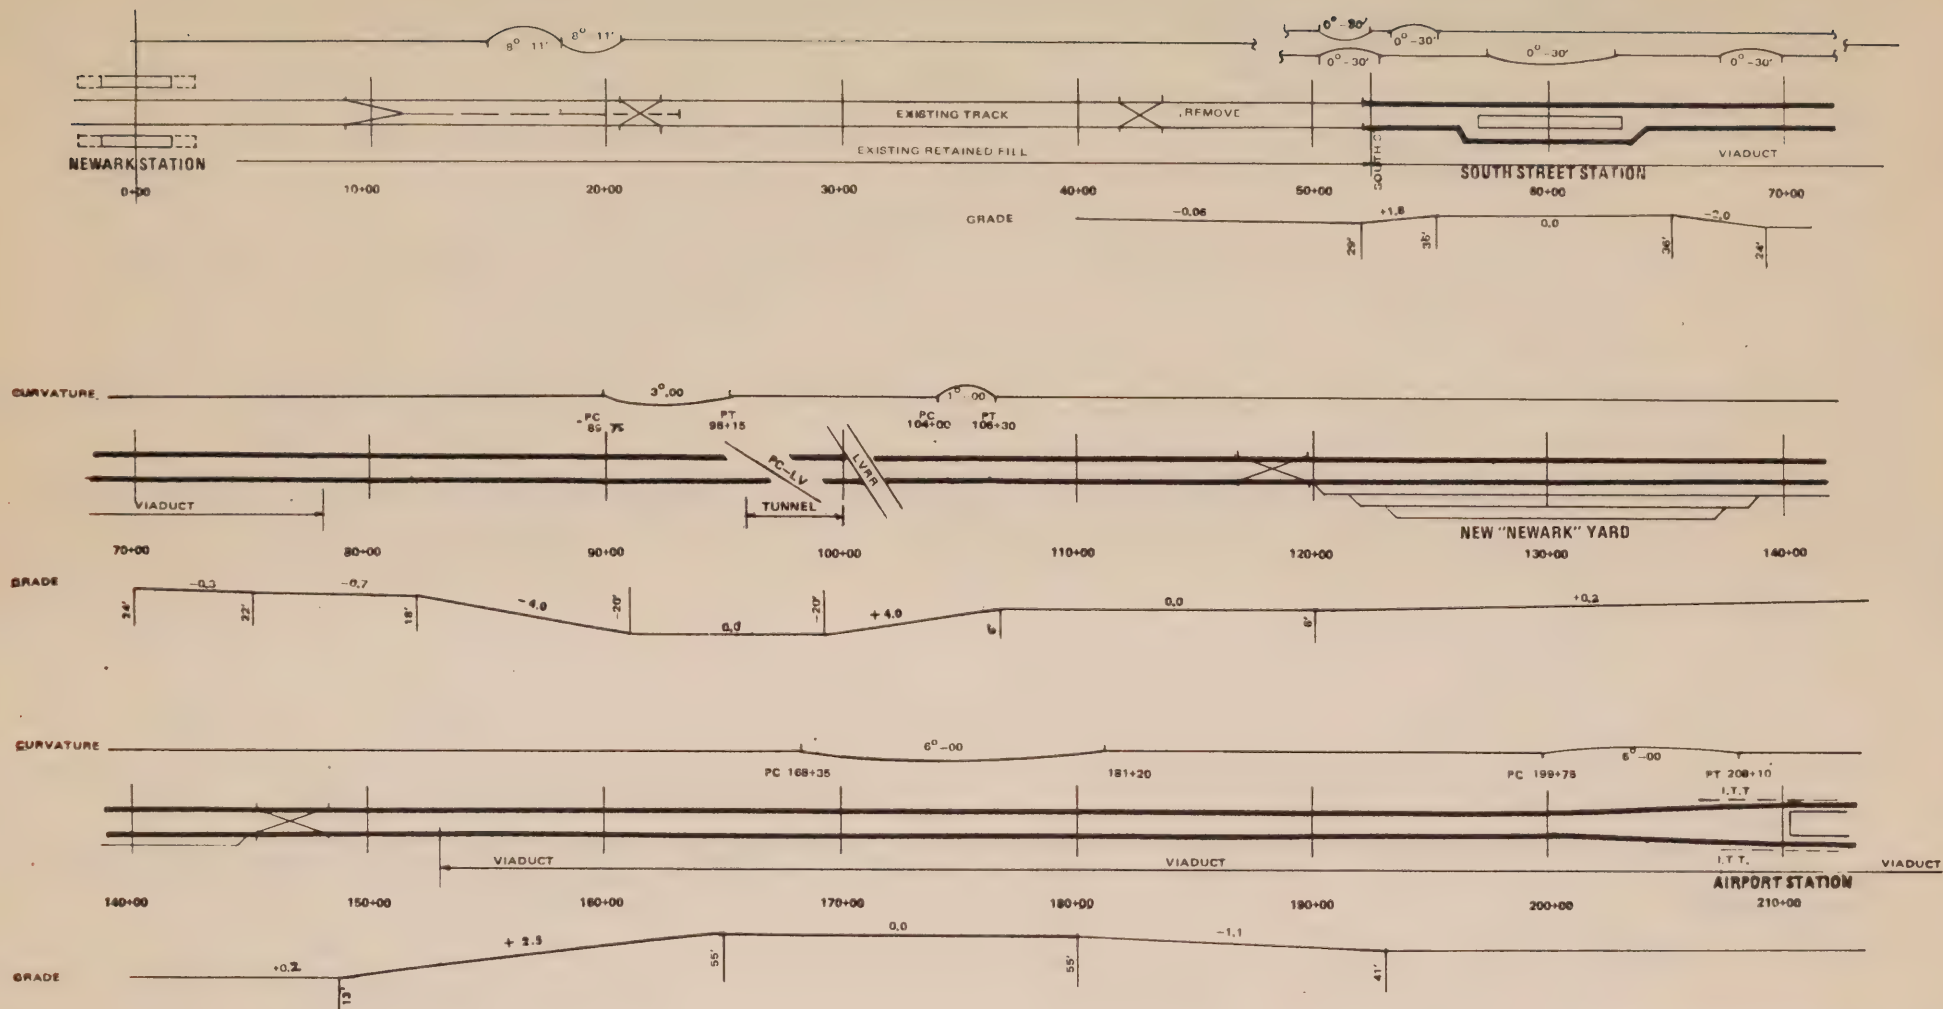 8° 11' 8° 11' 0°-30' 0°-30'
0°-30' 0°-30' 0°-30'
EXISTING TRACK REMOVE
EXISTING RETAINED FILL VIADUCT
NEWARK STATION SOUTH SOUTH STREET STATION
0+00 10+00 20+00 30+00 40+00 50+00 60+00 70+00
GRADE -0.06 +1.8 0.0 -2.0
29' 36' 36' 24'
CURVATURE 3°.00 1°-00
PC 89 75 PT 96+15 PC 104+00 PT 106+30
PC-LV LVRR
VIADUCT TUNNEL
NEW "NEWARK" YARD
70+00 80+00 90+00 100+00 110+00 120+00 130+00 140+00
GRADE -0.3 -0.7 -4.0 0.0 +4.0 0.0 +0.2
24' 22' 18' -20' -20' 6' 6'
CURVATURE 6°-00 6°-00
PC 168+35 181+20 PC 199+75 PT 208+10
I.T.T
VIADUCT VIADUCT I.T.T. VIADUCT
AIRPORT STATION
140+00 150+00 160+00 170+00 180+00 190+00 200+00 210+00
GRADE +0.2 +2.5 0.0 -1.1
13' 55' 55' 41'